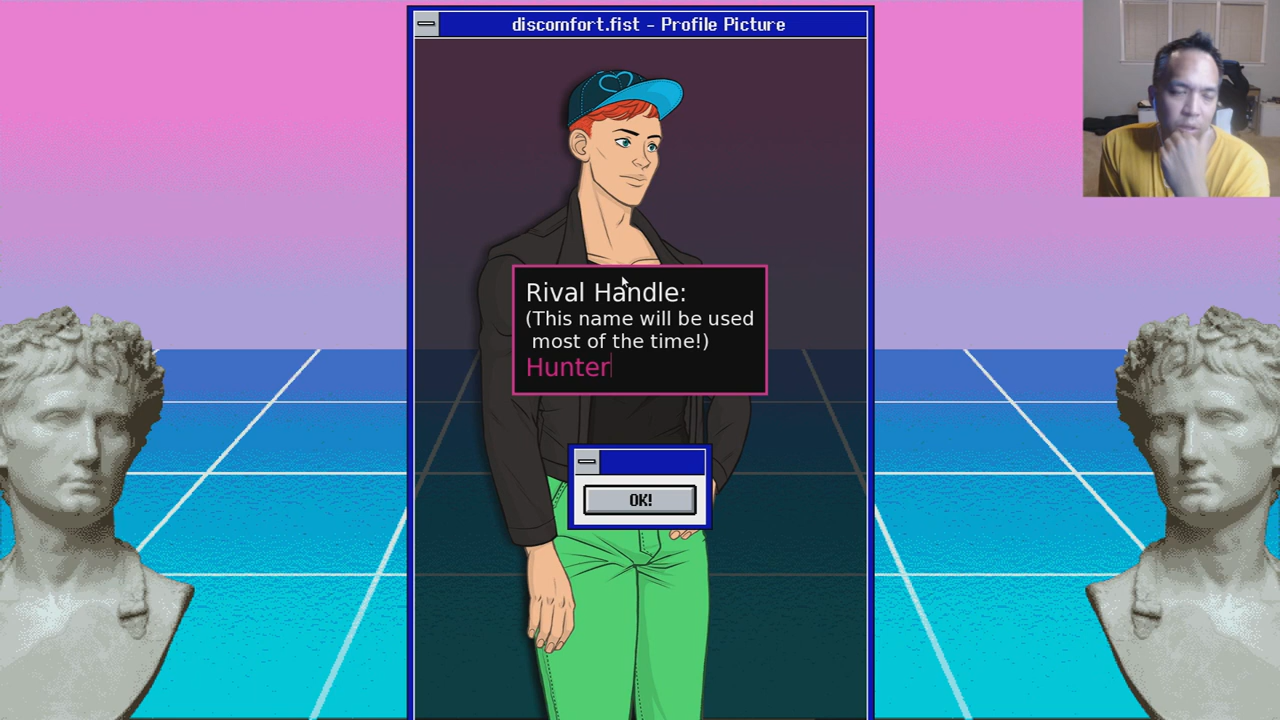 discomfort.fist - Profile Picture
Rival Handle:
(This name will be used
most of the time!)
Hunter
OK!